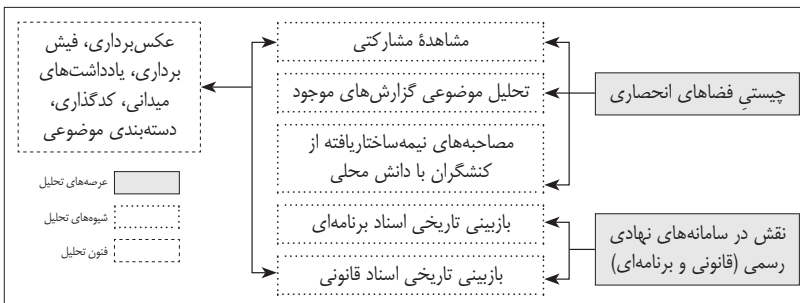 چیستیِ فضاهای انحصاری
نقش در سامانه‌های نهادی
رسمی (قانونی و برنامه‌ای)
مشاهدهٔ مشارکتی
تحلیل موضوعی گزارش‌های موجود
مصاحبه‌های نیمه‌ساختاریافته از
کنشگران با دانش محلی
بازبینی تاریخی اسناد برنامه‌ای
بازبینی تاریخی اسناد قانونی
عکس‌برداری، فیش
برداری، یادداشت‌های
میدانی، کدگذاری،
دسته‌بندی موضوعی
عرصه‌های تحلیل
شیوه‌های تحلیل
فنون تحلیل